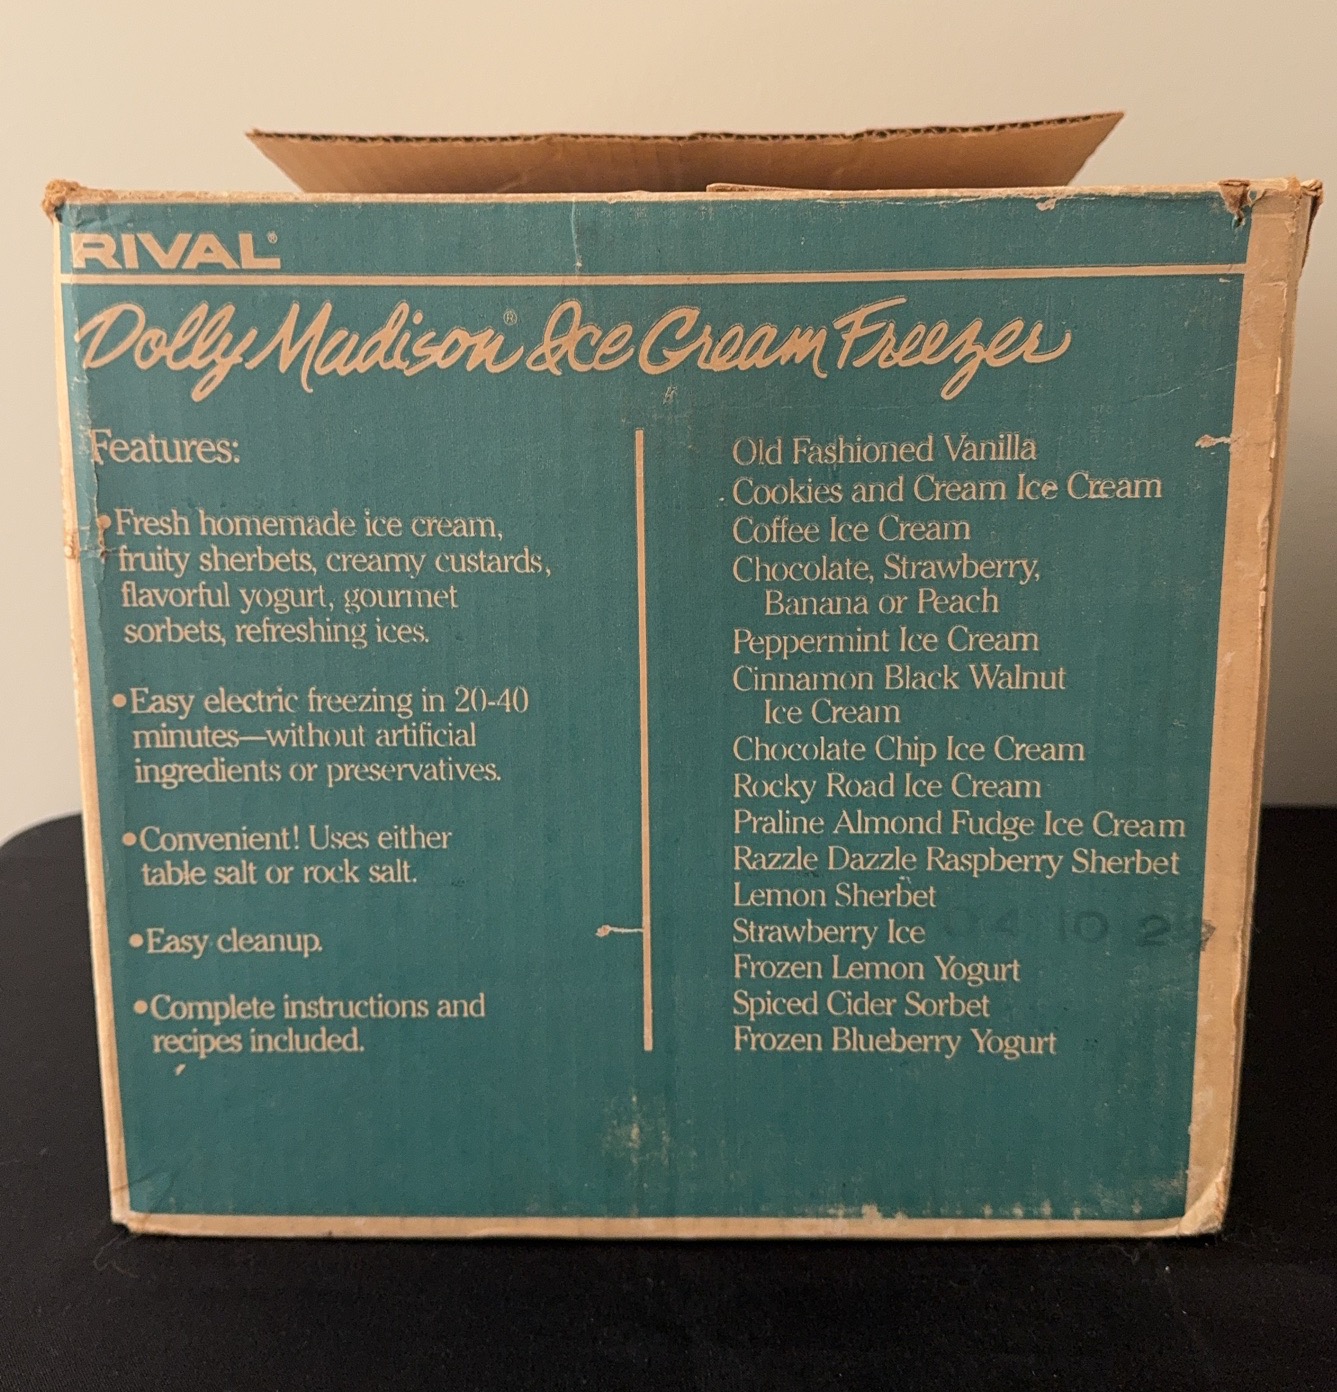 RIVAL®
Dolly Madison® Ice Cream Freezer
Features:
•Fresh homemade ice cream,
fruity sherbets, creamy custards,
flavorful yogurt, gourmet
sorbets, refreshing ices.
•Easy electric freezing in 20-40
minutes—without artificial
ingredients or preservatives.
•Convenient! Uses either
table salt or rock salt.
•Easy cleanup.
•Complete instructions and
recipes included.
Old Fashioned Vanilla
Cookies and Cream Ice Cream
Coffee Ice Cream
Chocolate, Strawberry,
Banana or Peach
Peppermint Ice Cream
Cinnamon Black Walnut
Ice Cream
Chocolate Chip Ice Cream
Rocky Road Ice Cream
Praline Almond Fudge Ice Cream
Razzle Dazzle Raspberry Sherbet
Lemon Sherbet
Strawberry Ice
04 10
Frozen Lemon Yogurt
Spiced Cider Sorbet
Frozen Blueberry Yogurt